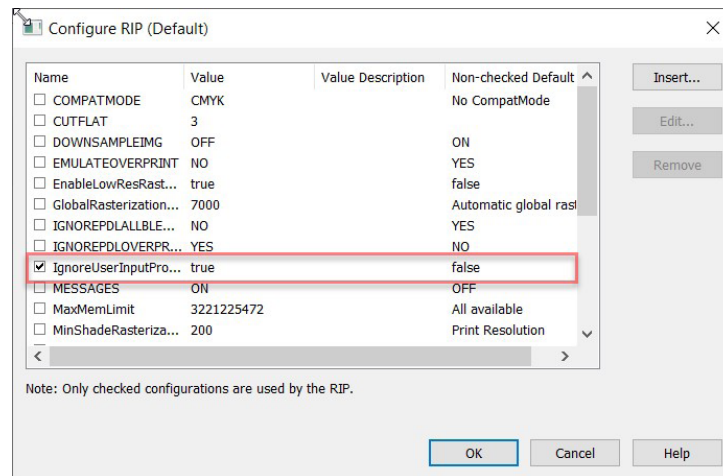 Configure RIP (Default)
Name Value Value Description Non-checked Default
COMPATMODE CMYK No CompatMode
CUTFLAT 3
DOWNSAMPLEIMG OFF ON
EMULATEOVERPRINT NO YES
EnableLowResRast... true false
GlobalRasterization... 7000 Automatic global rast
IGNOREPDLALLBLE... NO YES
IGNOREPDLOVERPR... YES NO
IgnoreUserInputPro... true false
MESSAGES ON OFF
MaxMemLimit 3221225472 All available
MinShadeRasteriza... 200 Print Resolution
Insert...
Edit...
Remove
Note: Only checked configurations are used by the RIP.
OK Cancel Help